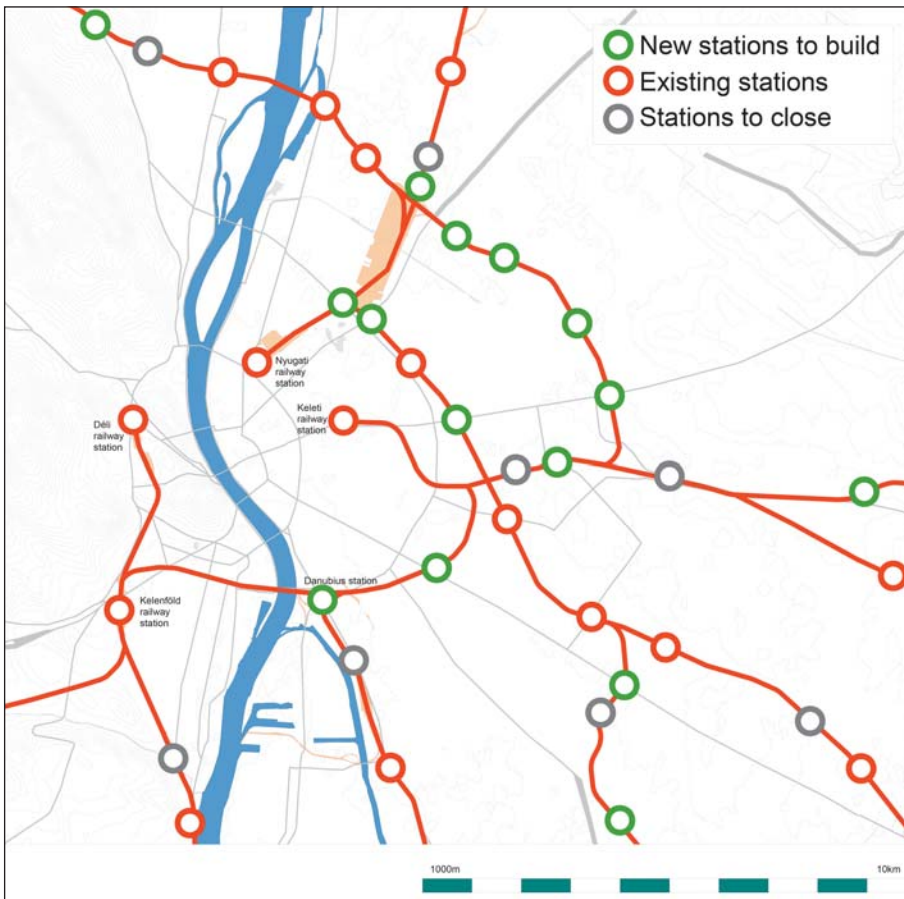 New stations to build
Existing stations
Stations to close
Nyugati
railway
station
Keleti
railway
station
Déli
railway
station
Danubius station
Kelenföld
railway
station
1000m
10km